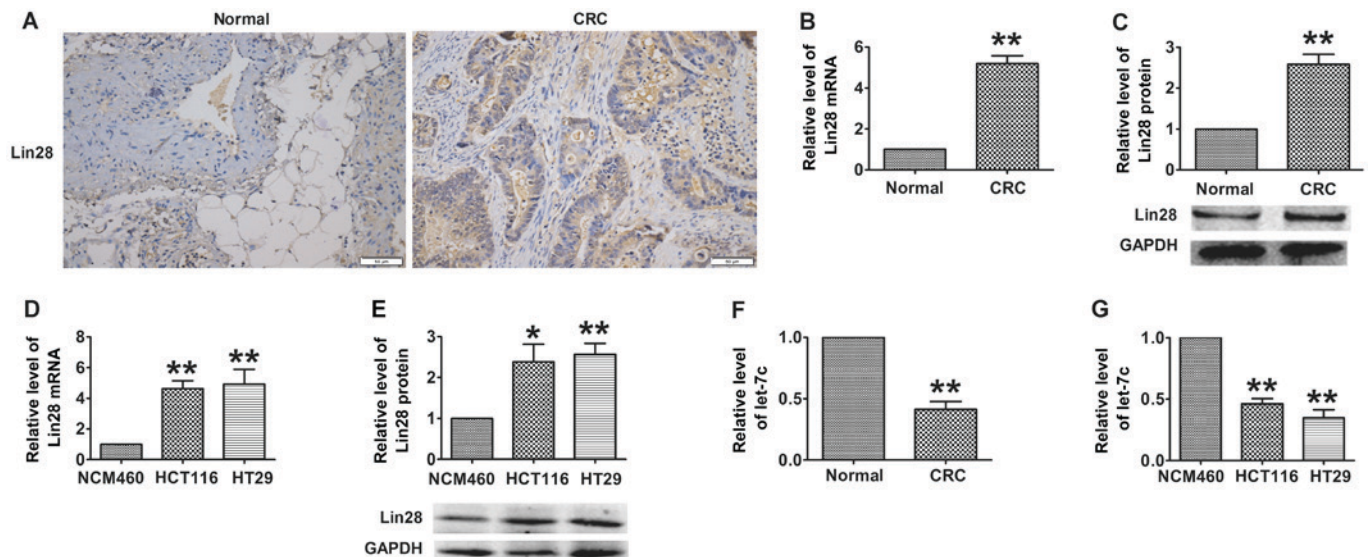 A
Normal
CRC
Lin28
50 μm
50 μm
B
Relative level of
Lin28 mRNA
6
4
2
0
**
Normal
CRC
C
Relative level of
Lin28 protein
3
2
1
0
**
Normal
CRC
Lin28
GAPDH
D
Relative level of
Lin28 mRNA
8
6
4
2
0
**
**
NCM460
HCT116
HT29
E
Relative level of
Lin28 protein
3
2
1
0
*
**
NCM460
HCT116
HT29
Lin28
GAPDH
F
Relative level
of let-7c
1.0
0.5
0.0
**
Normal
CRC
G
Relative level
of let-7c
1.0
0.5
0.0
**
**
NCM460
HCT116
HT29